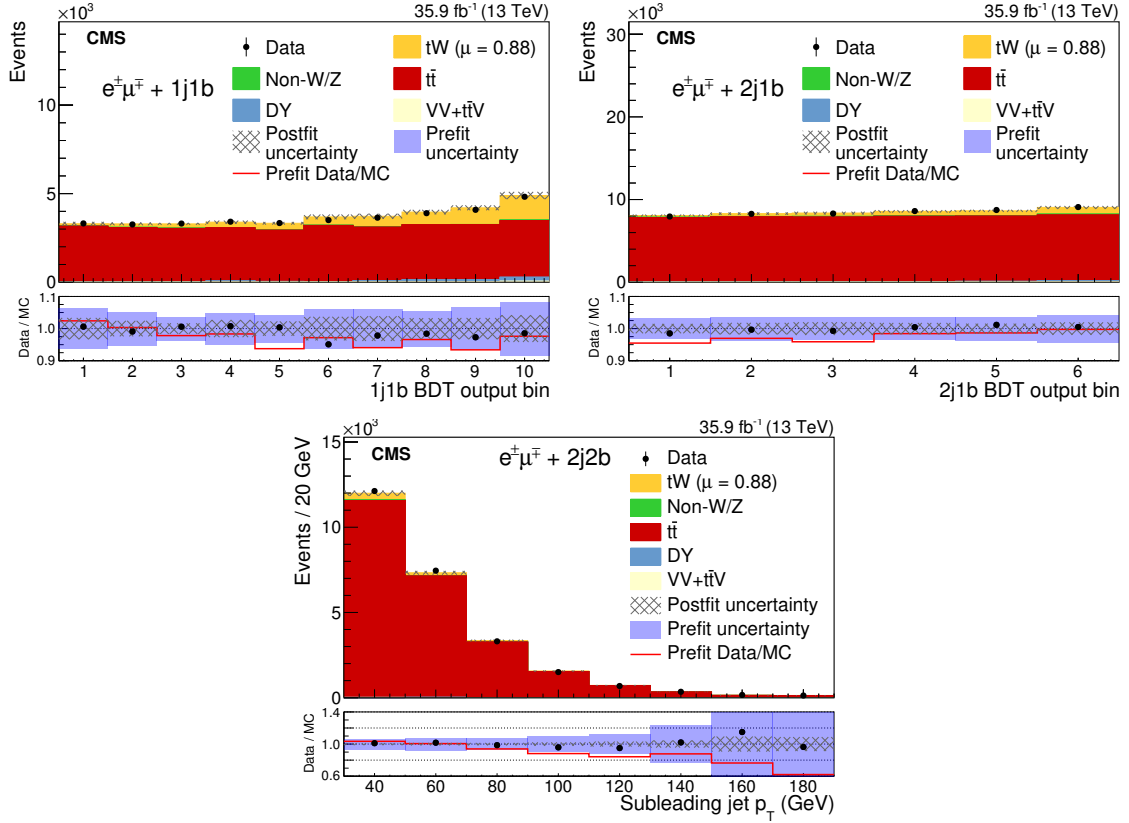 ×10³ 35.9 fb⁻¹ (13 TeV)
Events
CMS
Data
tW (μ = 0.88)
e±μ∓ + 1j1b
Non-W/Z
tt̄
DY
VV+tt̄V
Postfit uncertainty
Prefit uncertainty
Prefit Data/MC
10
5
0
Data / MC
1.1
1.0
0.9
1 2 3 4 5 6 7 8 9 10
1j1b BDT output bin
×10³ 35.9 fb⁻¹ (13 TeV)
Events
CMS
Data
tW (μ = 0.88)
e±μ∓ + 2j1b
Non-W/Z
tt̄
DY
VV+tt̄V
Postfit uncertainty
Prefit uncertainty
Prefit Data/MC
30
20
10
0
Data / MC
1.1
1.0
0.9
1 2 3 4 5 6
2j1b BDT output bin
×10³ 35.9 fb⁻¹ (13 TeV)
Events / 20 GeV
CMS
e±μ∓ + 2j2b
Data
tW (μ = 0.88)
Non-W/Z
tt̄
DY
VV+tt̄V
Postfit uncertainty
Prefit uncertainty
Prefit Data/MC
15
10
5
0
Data / MC
1.4
1.0
0.6
40 60 80 100 120 140 160 180
Subleading jet p_T (GeV)